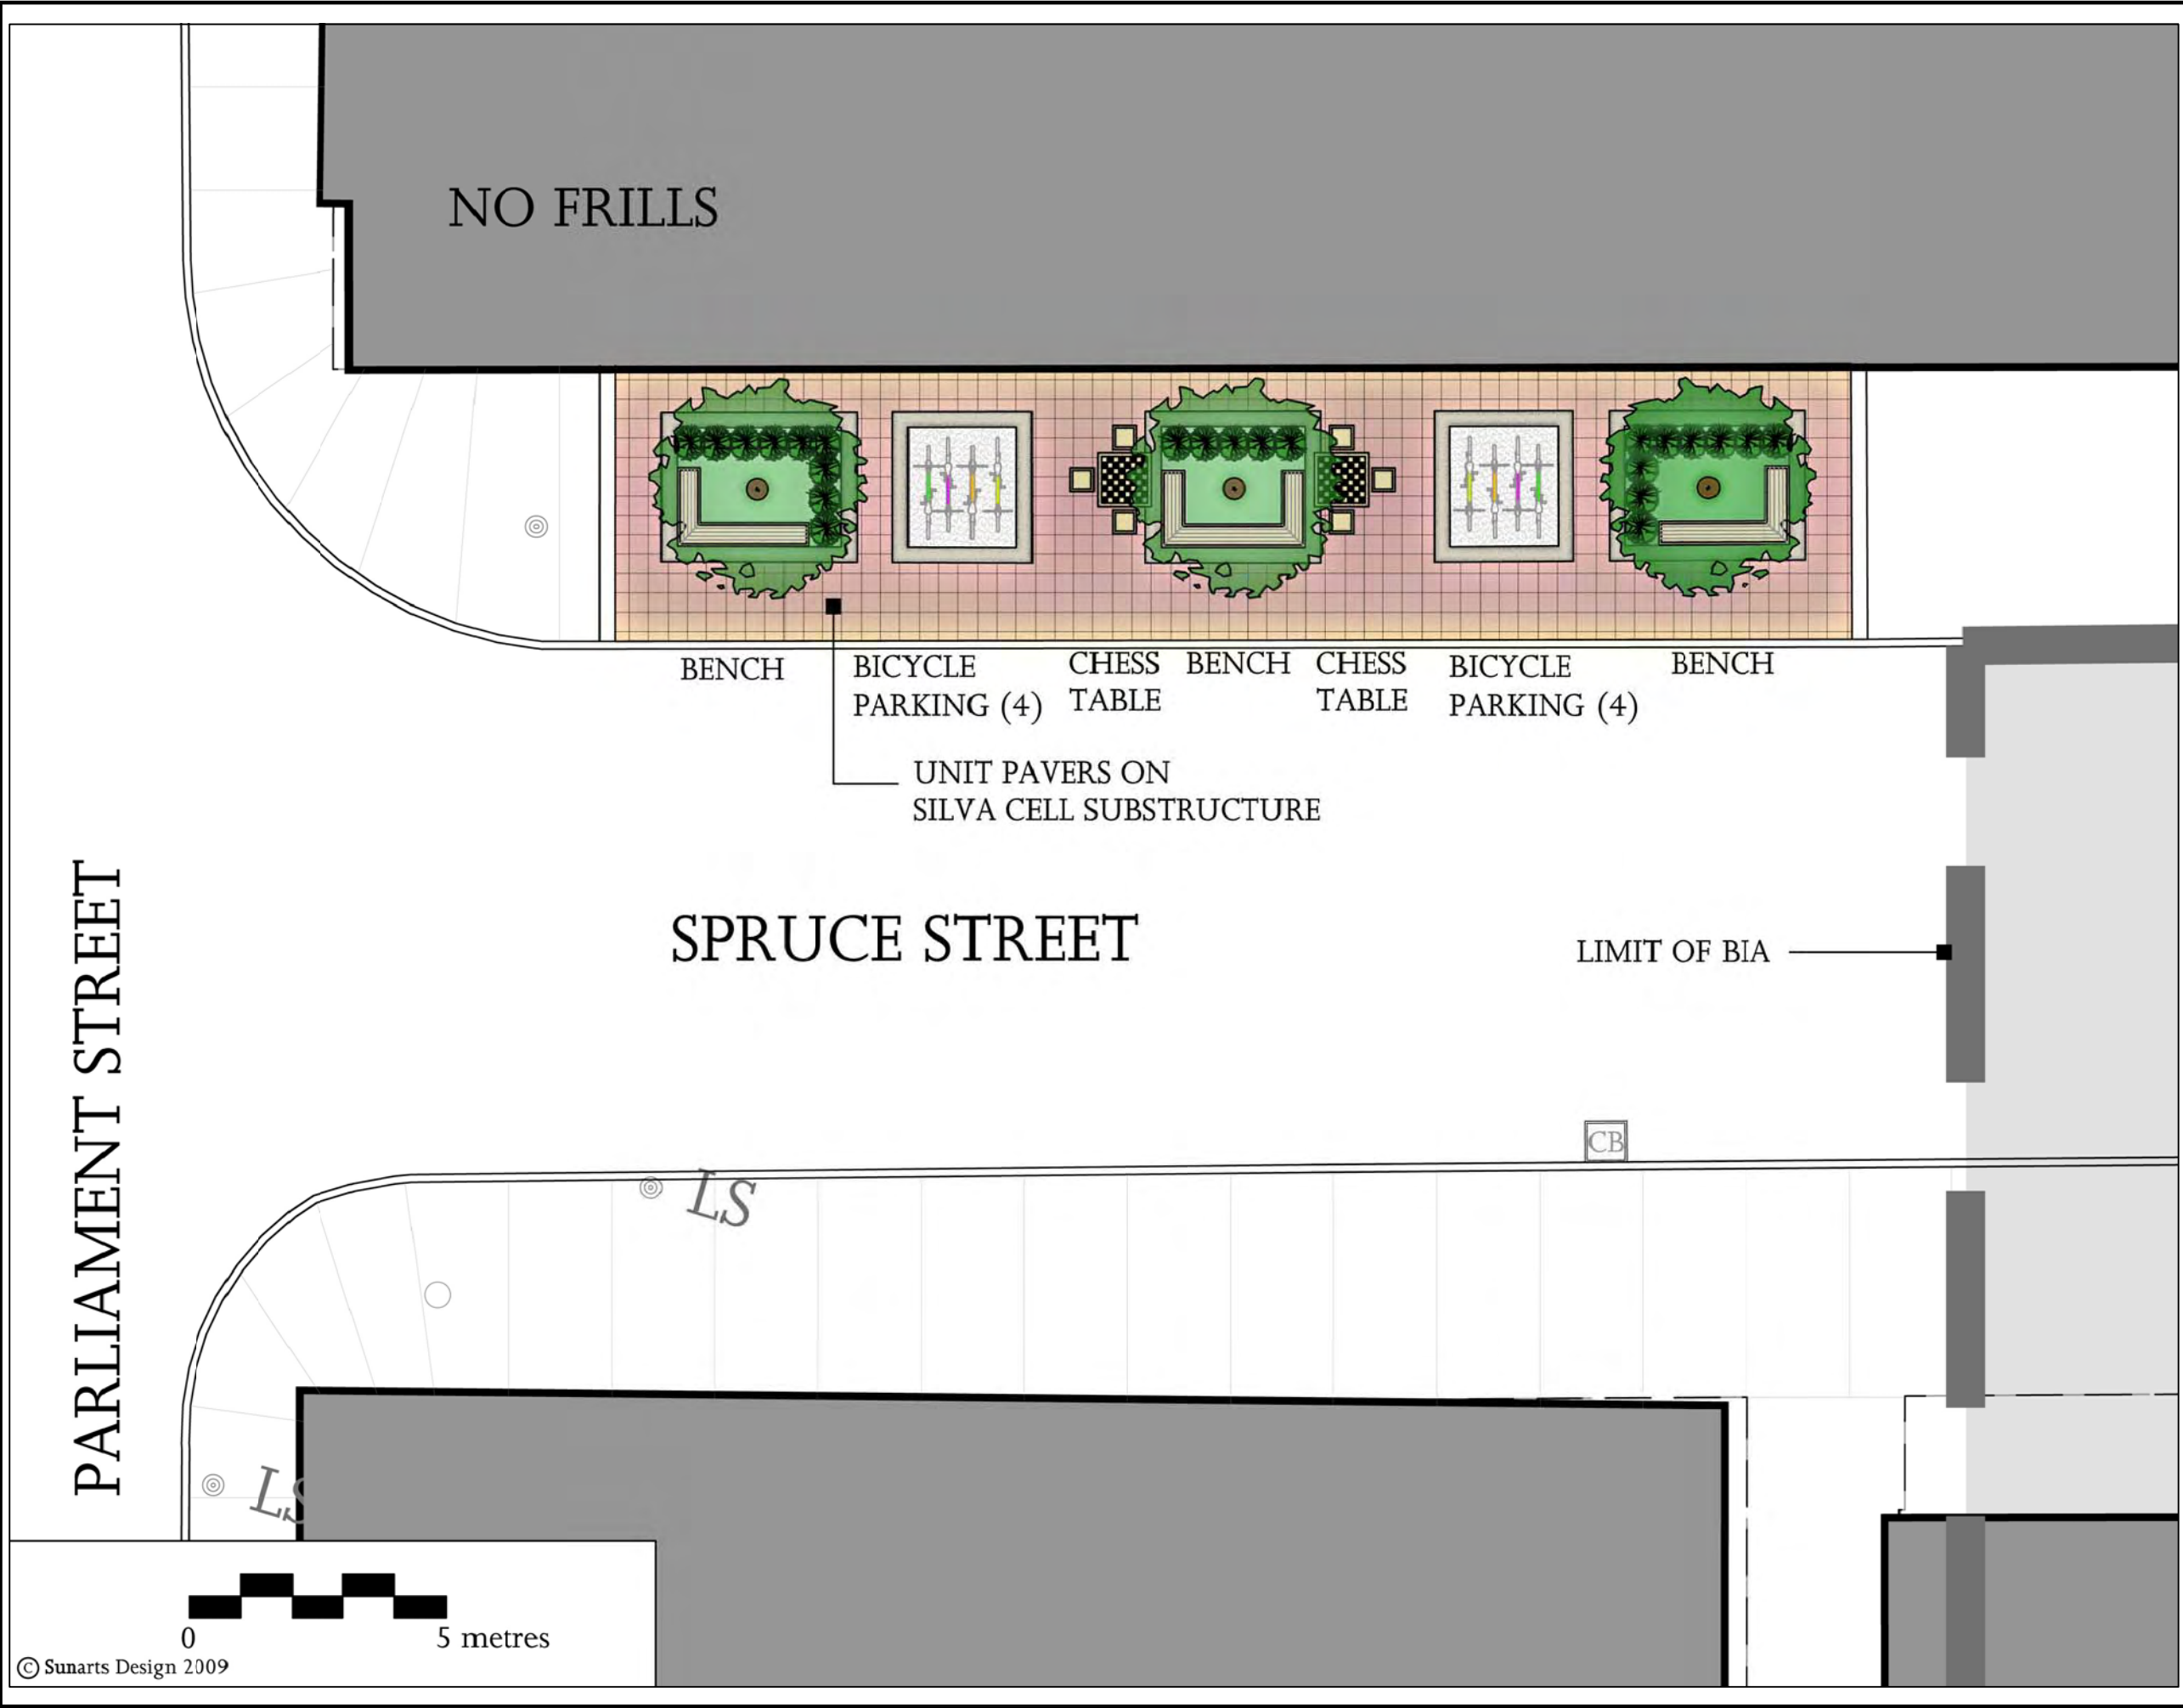 NO FRILLS
BENCH
BICYCLE
PARKING (4)
CHESS
TABLE
BENCH
CHESS
TABLE
BICYCLE
PARKING (4)
BENCH
UNIT PAVERS ON
SILVA CELL SUBSTRUCTURE
SPRUCE STREET
LIMIT OF BIA
PARLIAMENT STREET
CB
LS
LS
0
5 metres
© Sunarts Design 2009